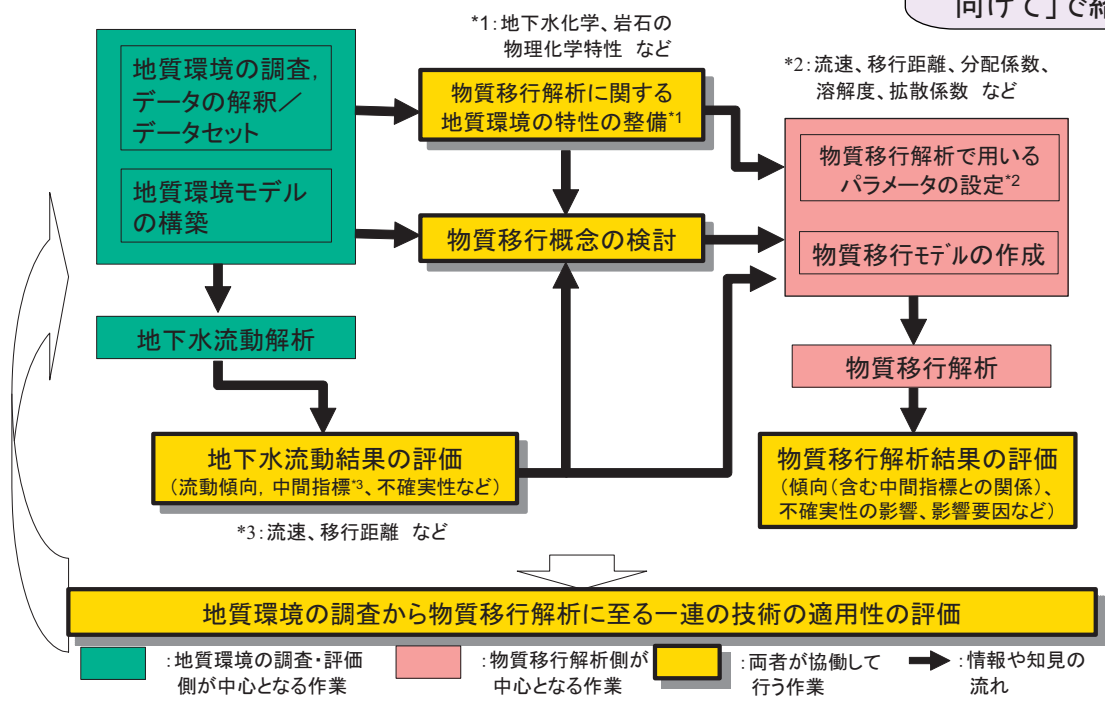 向けて」で
*1:地下水化学、岩石の
物理化学特性 など
*2:流速、移行距離、分配係数、
溶解度、拡散係数 など
地質環境の調査,
データの解釈／
データセット
地質環境モデル
の構築
物質移行解析に関する
地質環境の特性の整備*1
物質移行概念の検討
物質移行解析で用いる
パラメータの設定*2
物質移行ﾓﾃﾞﾙの作成
地下水流動解析
物質移行解析
地下水流動結果の評価
(流動傾向, 中間指標*3、不確実性など)
*3:流速、移行距離 など
物質移行解析結果の評価
(傾向(含む中間指標との関係)、
不確実性の影響、影響要因など)
地質環境の調査から物質移行解析に至る一連の技術の適用性の評価
:地質環境の調査・評価
側が中心となる作業
:物質移行解析側が
中心となる作業
:両者が協働して
行う作業
:情報や知見の
流れ